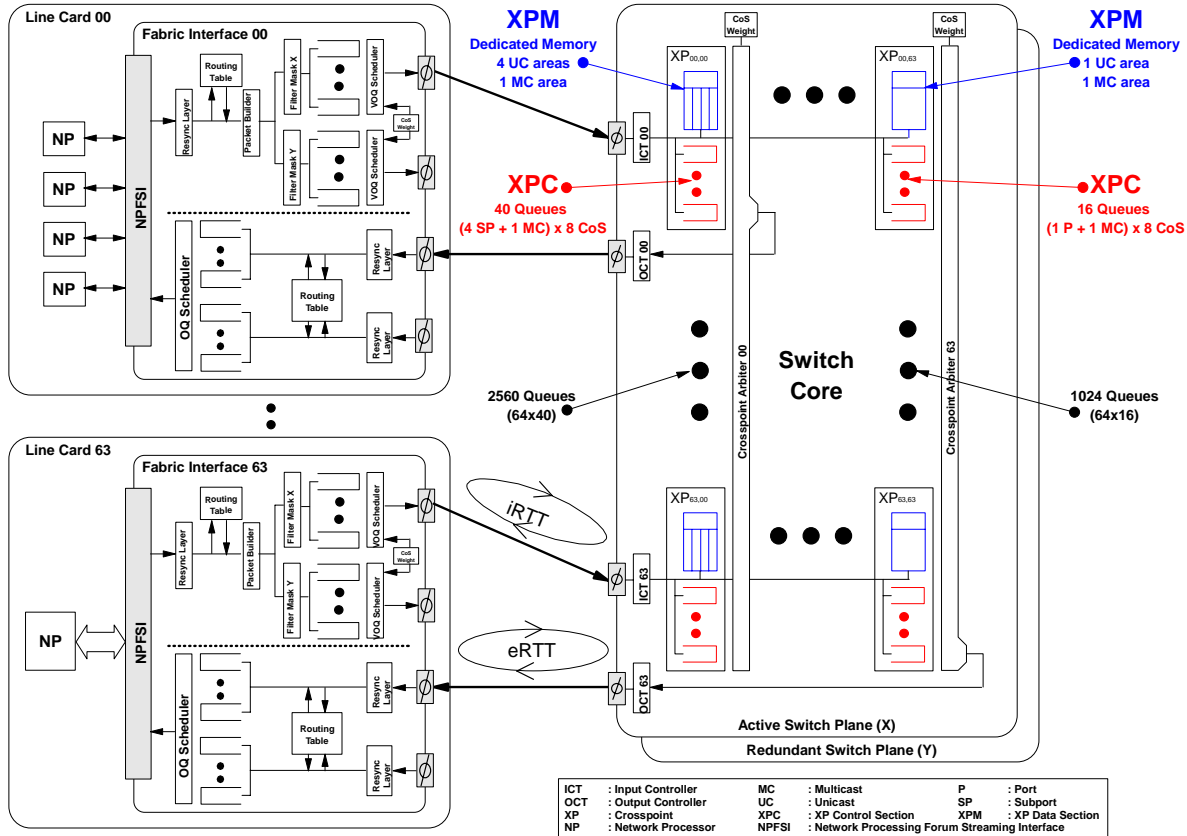 Line Card 00
Fabric Interface 00
NP
NP
NP
NP
NPFSI
Resync Layer
Routing
Table
Packet Builder
Filter Mask X
VOQ Scheduler
CoS
Weight
Filter Mask Y
VOQ Scheduler
OQ Scheduler
Routing
Table
Resync
Layer
Resync
Layer
XPM
Dedicated Memory
4 UC areas
1 MC area
XPC
40 Queues
(4 SP + 1 MC) x 8 CoS
ICT 00
OCT 00
XP00,00
CoS
Weight
Crosspoint Arbiter 00
XP00,63
CoS
Weight
Crosspoint Arbiter 63
XPM
Dedicated Memory
1 UC area
1 MC area
XPC
16 Queues
(1 P + 1 MC) x 8 CoS
2560 Queues
(64x40)
Switch
Core
1024 Queues
(64x16)
Line Card 63
Fabric Interface 63
NP
NPFSI
Resync Layer
Routing
Table
Packet Builder
Filter Mask X
VOQ Scheduler
CoS
Weight
Filter Mask Y
VOQ Scheduler
OQ Scheduler
Routing
Table
Resync
Layer
Resync
Layer
iRTT
eRTT
ICT 63
OCT 63
XP63,00
XP63,63
Active Switch Plane (X)
Redundant Switch Plane (Y)
ICT : Input Controller MC : Multicast P : Port
OCT : Output Controller UC : Unicast SP : Subport
XP : Crosspoint XPC : XP Control Section XPM : XP Data Section
NP : Network Processor NPFSI : Network Processing Forum Streaming Interface